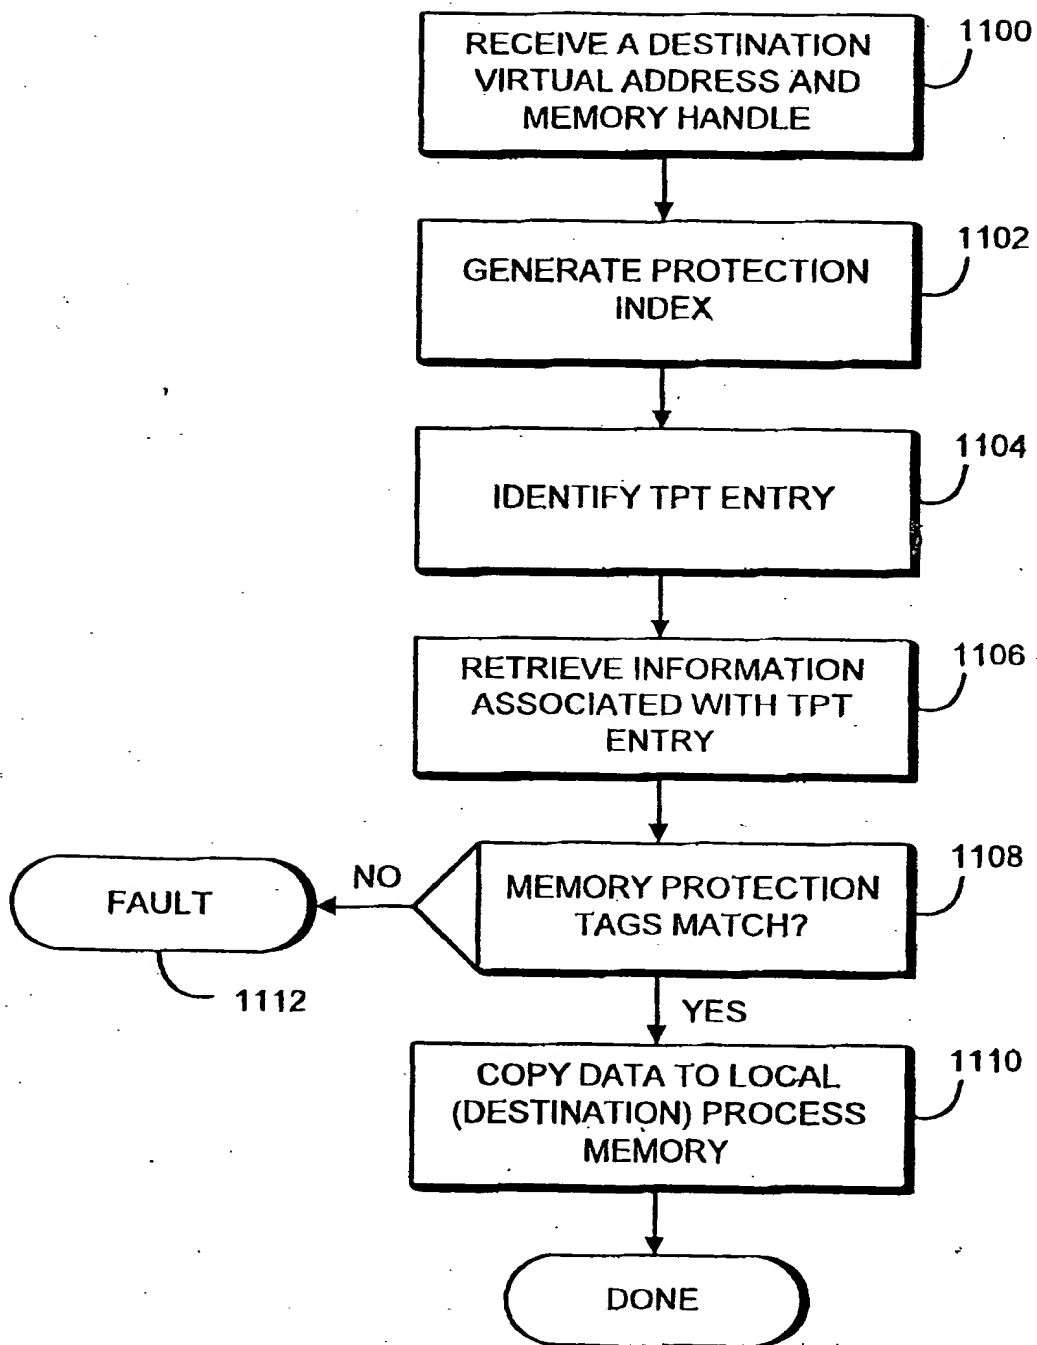 RECEIVE A DESTINATION
VIRTUAL ADDRESS AND
MEMORY HANDLE
1100
GENERATE PROTECTION
INDEX
1102
IDENTIFY TPT ENTRY
1104
RETRIEVE INFORMATION
ASSOCIATED WITH TPT
ENTRY
1106
MEMORY PROTECTION
TAGS MATCH?
1108
NO
FAULT
1112
YES
COPY DATA TO LOCAL
(DESTINATION) PROCESS
MEMORY
1110
DONE